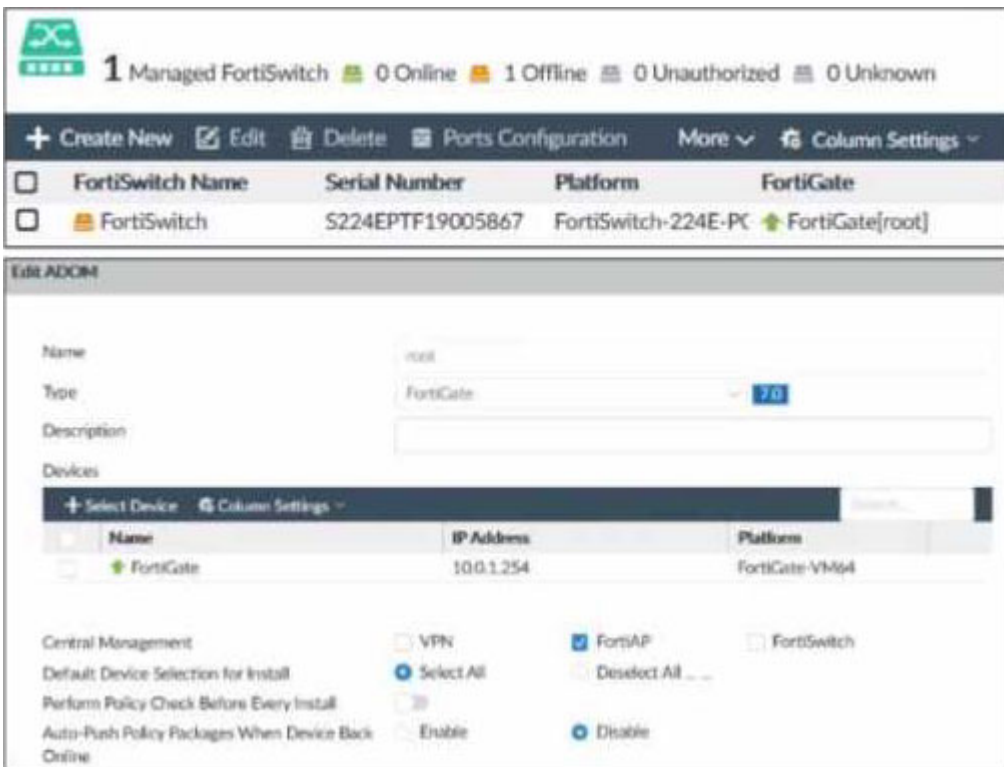 1 Managed FortiSwitch 0 Online 1 Offline 0 Unauthorized 0 Unknown
+ Create New Edit Delete Ports Configuration More Column Settings
FortiSwitch Name Serial Number Platform FortiGate
FortiSwitch S224EPTF19005867 FortiSwitch-224E-PC FortiGate[root]
Edit ADOM
Name root
Type FortiGate 7.0
Description
Devices
+ Select Device Column Settings
Search...
Name IP Address Platform
FortiGate 10.0.1.254 FortiGate-VM64
Central Management VPN FortiAP FortiSwitch
Default Device Selection for Install Select All Deselect All
Perform Policy Check Before Every Install
Auto-Push Policy Packages When Device Back Enable Disable
Online